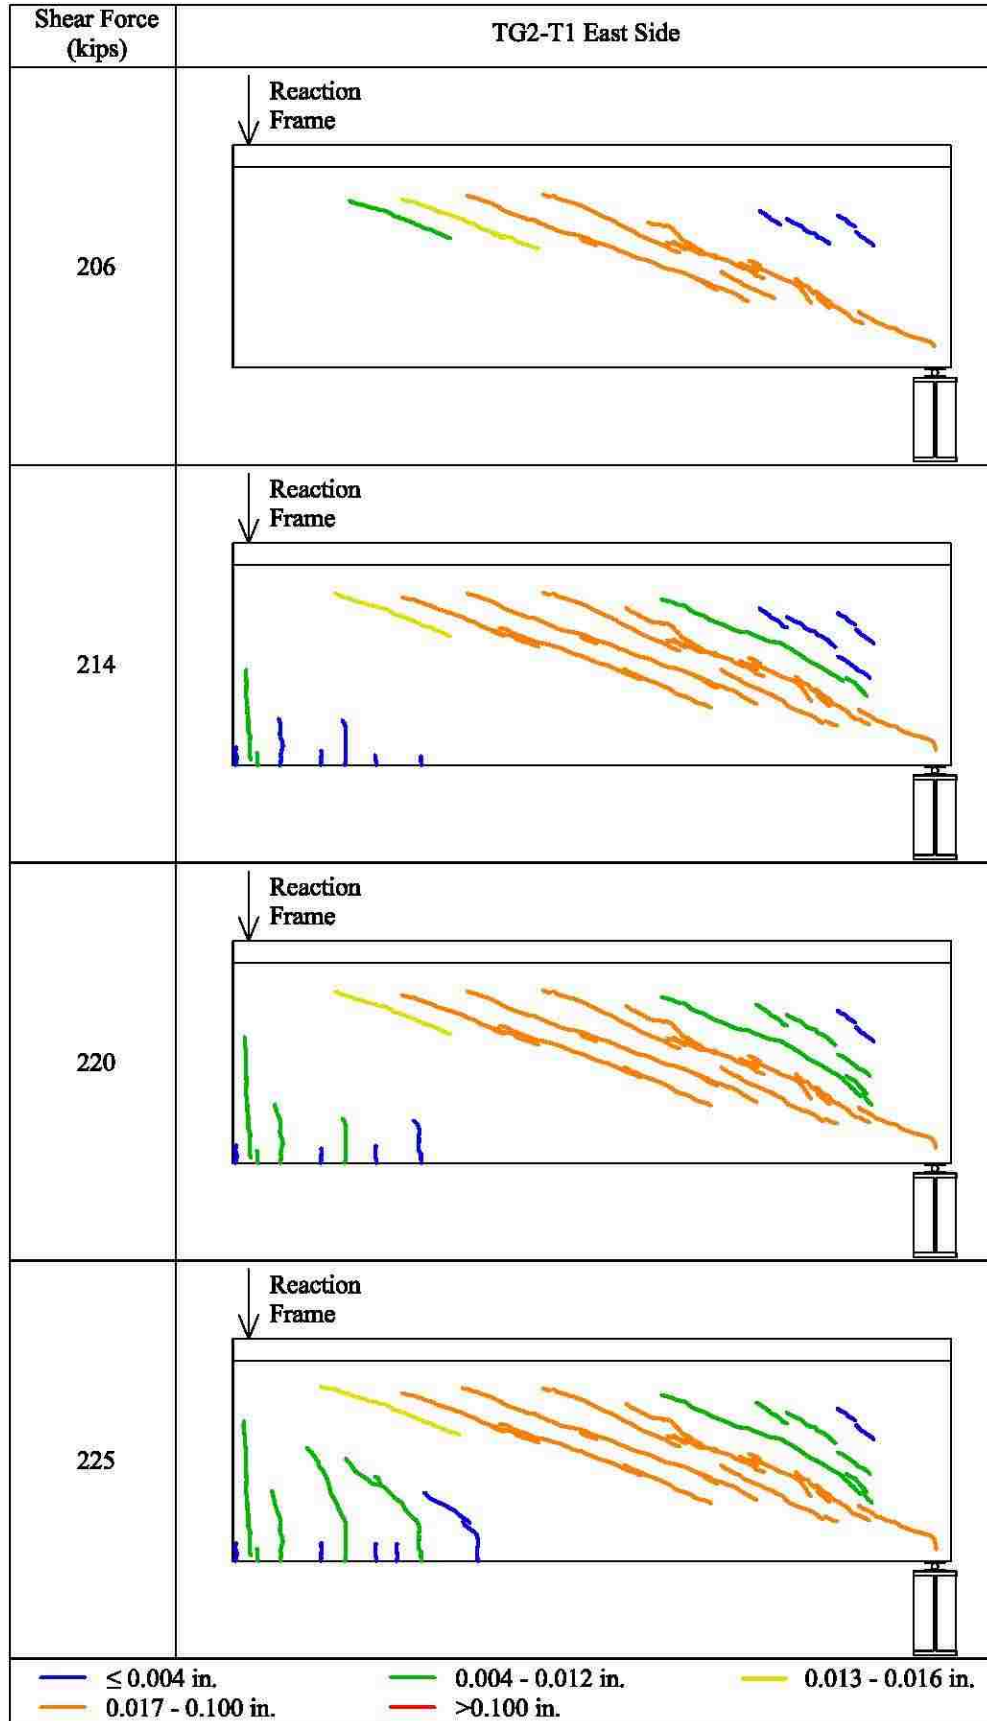 Shear Force
(kips)
TG2-T1 East Side
206
Reaction
Frame
214
Reaction
Frame
220
Reaction
Frame
225
Reaction
Frame
≤ 0.004 in.
0.004 - 0.012 in.
0.013 - 0.016 in.
0.017 - 0.100 in.
>0.100 in.